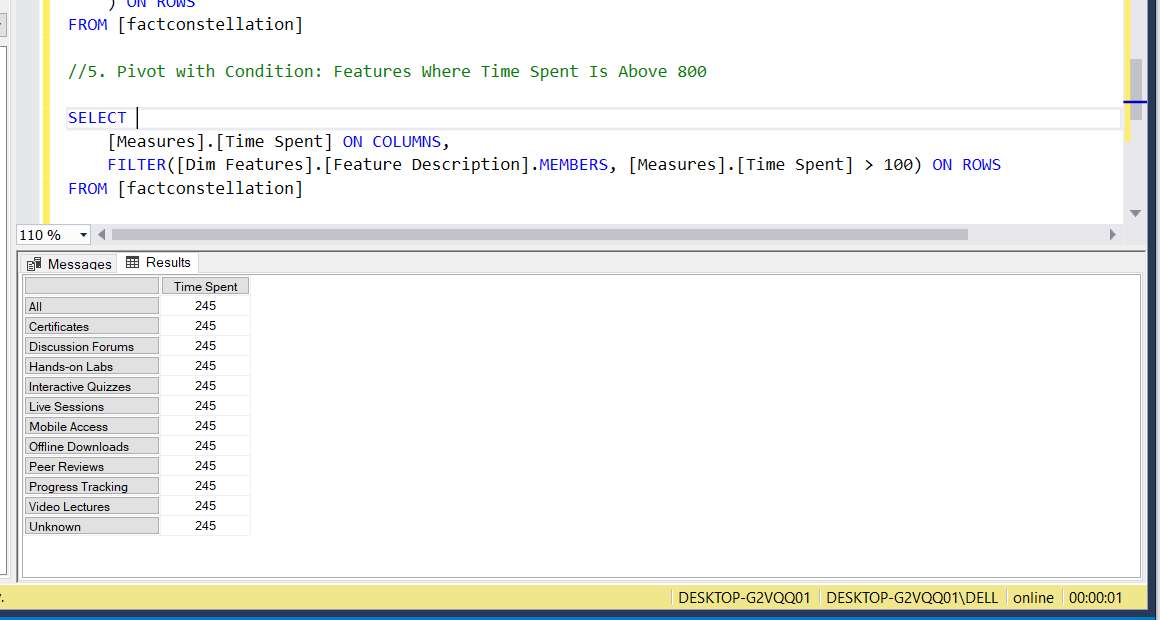 ) ON ROWS
FROM [factconstellation]
//5. Pivot with Condition: Features Where Time Spent Is Above 800
SELECT
[Measures].[Time Spent] ON COLUMNS,
FILTER([Dim Features].[Feature Description].MEMBERS, [Measures].[Time Spent] > 100) ON ROWS
FROM [factconstellation]
110 %
Messages Results
Time Spent
All 245
Certificates 245
Discussion Forums 245
Hands-on Labs 245
Interactive Quizzes 245
Live Sessions 245
Mobile Access 245
Offline Downloads 245
Peer Reviews 245
Progress Tracking 245
Video Lectures 245
Unknown 245
DESKTOP-G2VQQ01 DESKTOP-G2VQQ01\DELL online 00:00:01